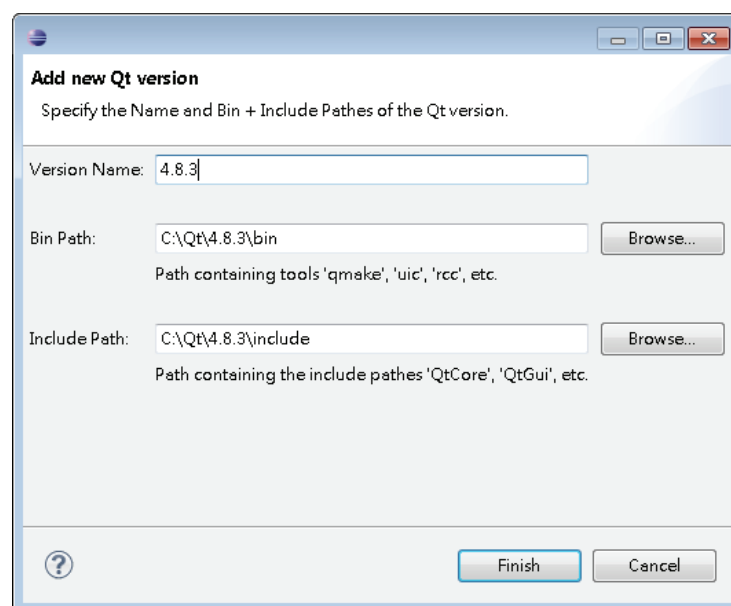 Add new Qt version
Specify the Name and Bin + Include Pathes of the Qt version.
Version Name: 4.8.3
Bin Path: C:\Qt\4.8.3\bin Browse...
Path containing tools 'qmake', 'uic', 'rcc', etc.
Include Path: C:\Qt\4.8.3\include Browse...
Path containing the include pathes 'QtCore', 'QtGui', etc.
? Finish Cancel